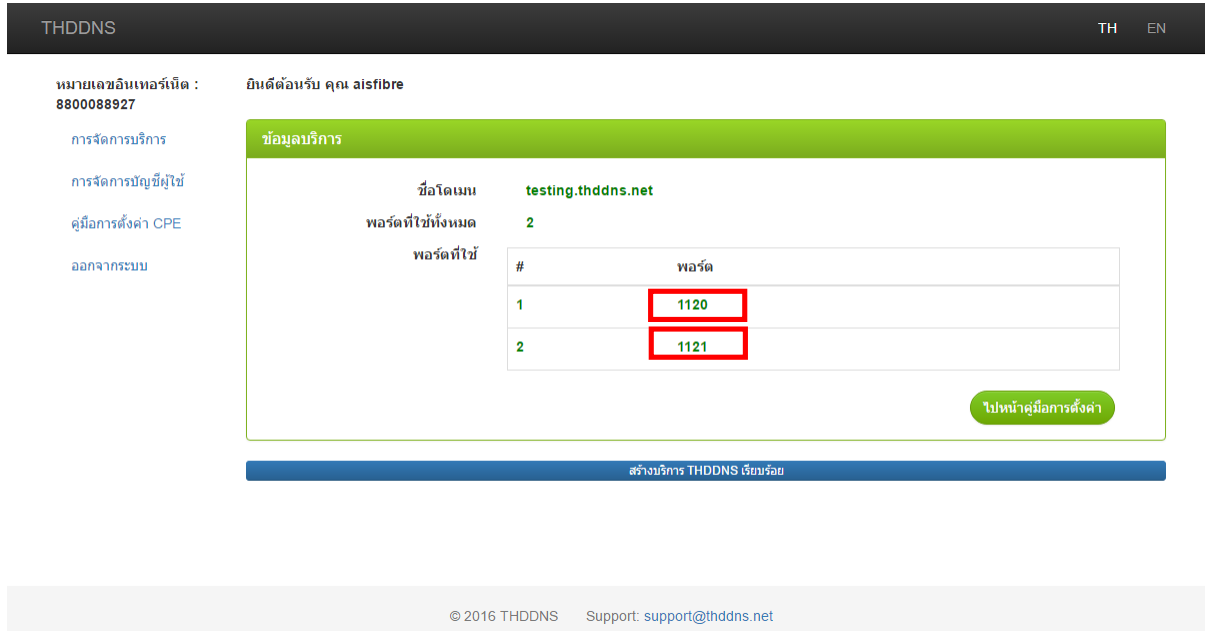 THDDNS TH EN
หมายเลขอินเทอร์เน็ต :
8800088927
การจัดการบริการ
การจัดการบัญชีผู้ใช้
คู่มือการตั้งค่า CPE
ออกจากระบบ
ยินดีต้อนรับ คุณ aisfibre
ข้อมูลบริการ
ชื่อโดเมน testing.thddns.net
พอร์ตที่ใช้ทั้งหมด 2
พอร์ตที่ใช้
# พอร์ต
1 1120
2 1121
ไปหน้าคู่มือการตั้งค่า
สร้างบริการ THDDNS เรียบร้อย
© 2016 THDDNS Support: support@thddns.net